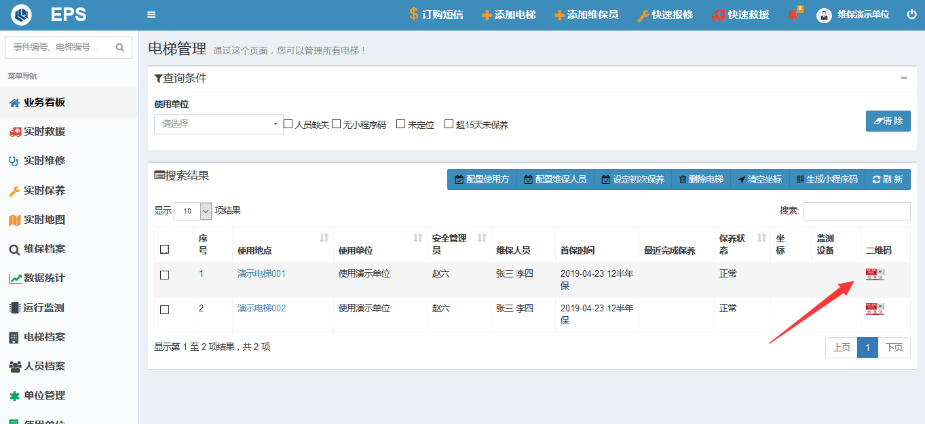 EPS
订购短信 添加电梯 添加维保员 快速报修 快速救援 维保演示单位
事件编号、电梯编号...
菜单导航
业务看板
实时救援
实时维修
实时保养
实时地图
维保档案
数据统计
运行监测
电梯档案
人员档案
单位管理
使用单位
电梯管理 通过这个页面，您可以管理所有电梯！
查询条件
使用单位
请选择 人员缺失 无小程序码 未定位 超15天未保养
清 除
搜索结果
配置使用方 配置维保人员 设定初次保养 删除电梯 清空坐标 生成小程序码 刷 新
显示 10 项结果 搜索:
序号 使用地点 使用单位 安全管理员 维保人员 首保时间 最近完成保养 保养状态 坐标 监测设备 二维码
1 演示电梯001 使用演示单位 赵六 张三 李四 2019-04-23 12半年保 正常
2 演示电梯002 使用演示单位 赵六 张三 李四 2019-04-23 12半年保 正常
显示第 1 至 2 项结果，共 2 项
上页 1 下页